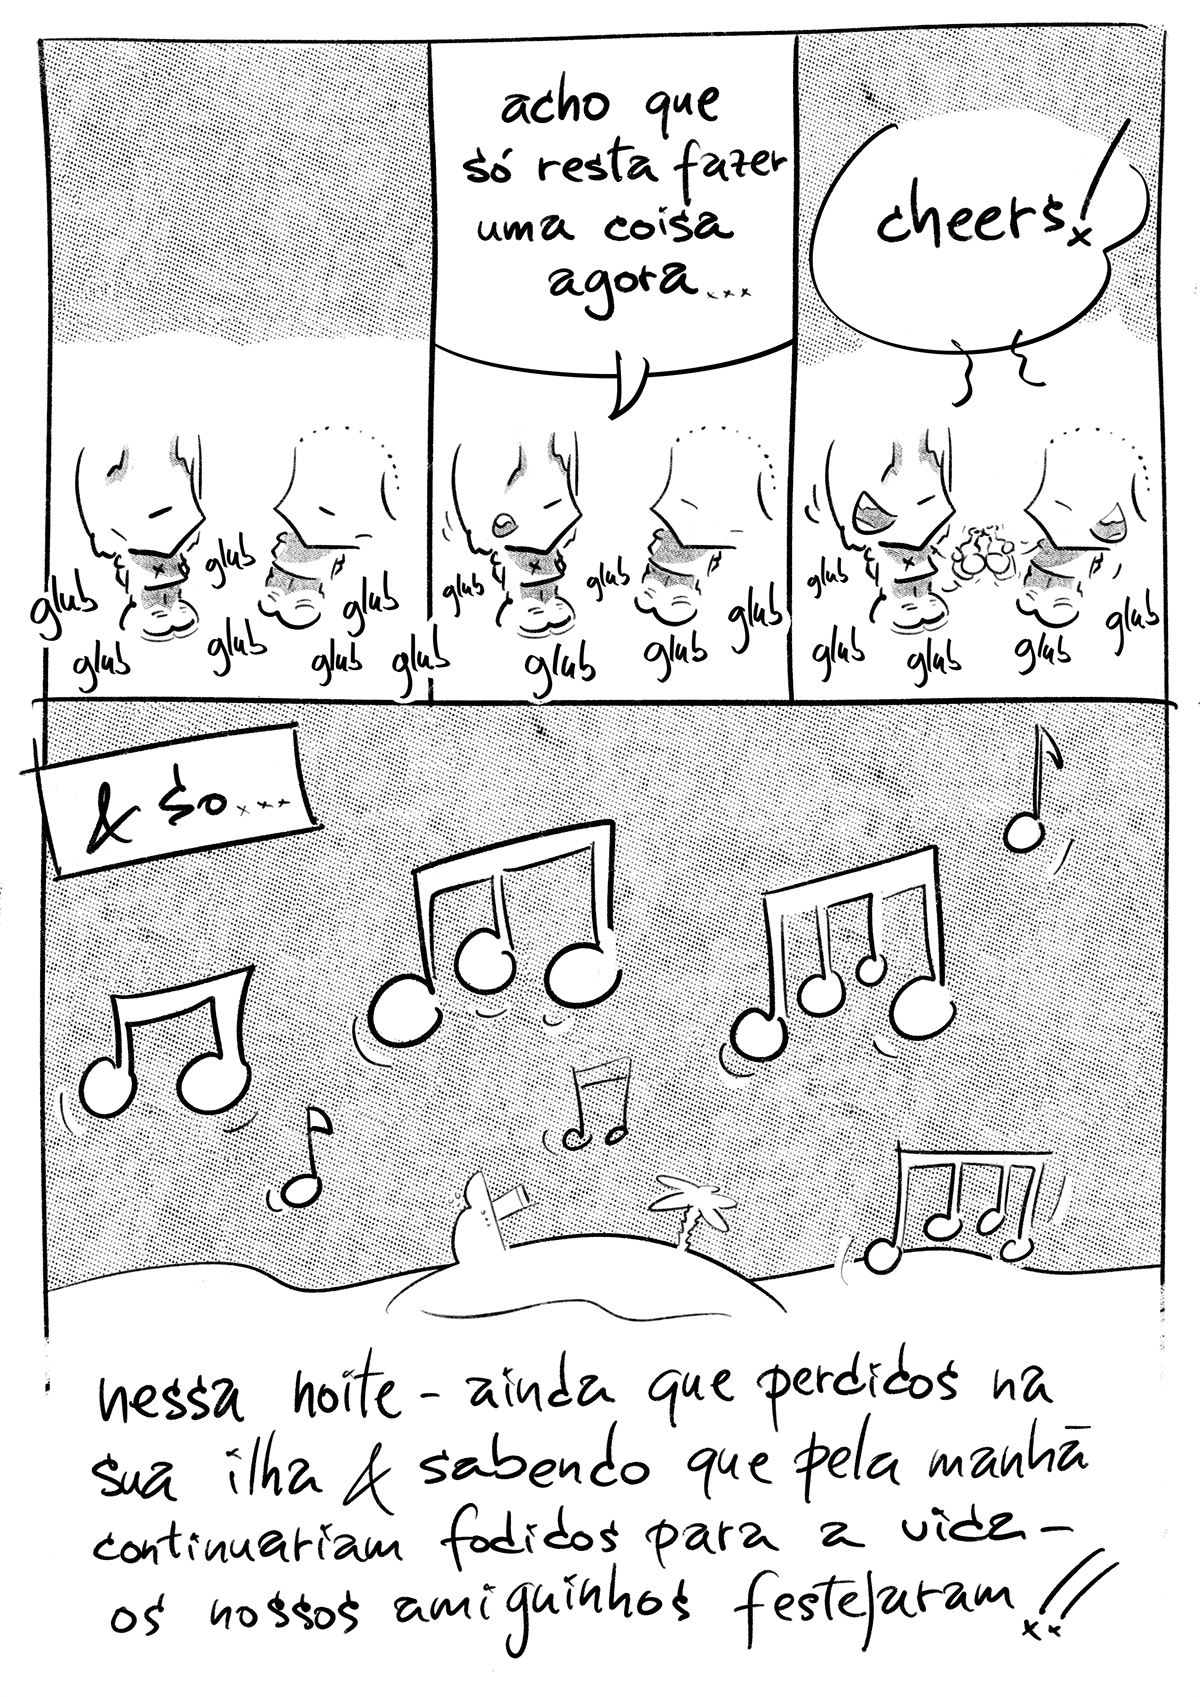 glub
glub
glub
glub
glub
glub
acho que
só resta fazer
uma coisa
agora...
glub
glub
glub
glub
glub
glub
cheers!
glub
glub
glub
glub
glub
& so...
nessa noite - ainda que perdidos na
sua ilha & sabendo que pela manhã
continuariam fodidos para a vida -
os nossos amiguinhos festejaram!!